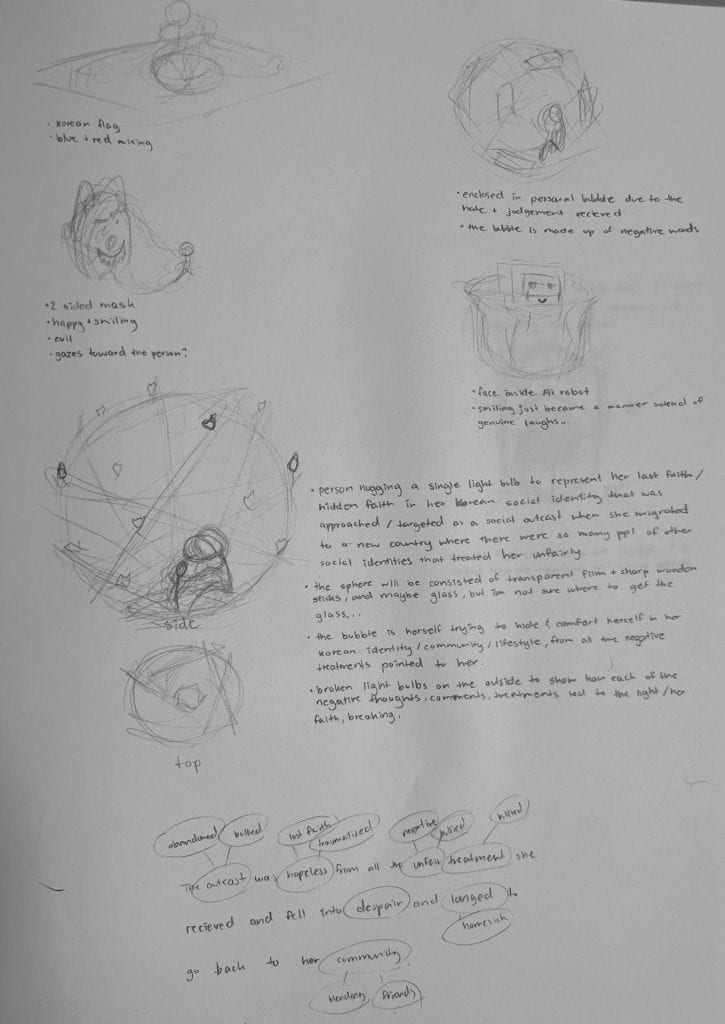 • Korean flag
• blue + red mixing
• enclosed in personal bubble due to the
hate + judgement recieved
• the bubble is made up of negative words
• 2 sided mask
• happy + smiling
• evil
• gazes toward the person?
• face inside Ai robot
• smiling just became a manner instead of
genuine laughs...
• person hugging a single light bulb to represent her last faith/
hidden faith in her Korean social identity that was
approached / targeted as a social outcast when she migrated
to a new country where there were so many ppl of other
social identities that treated her unfairly.
• the sphere will be consisted of transparent film + sharp wooden
sticks, and maybe glass, but im not sure where to get the
glass...
• the bubble is herself trying to hide & comfort herself in her
Korean identity / community / lifestyle, from all the negative
treatments pointed to her.
• broken light bulbs on the outside to show how each of the
negative thoughts, comments, treatments led to the light / her
faith, breaking.
side
top
abandoned bullied lost faith traumatized negative
The outcast was hopeless from all the unfair treatment she
recieved and fell into despair and longed to
homesick
go back to her community.
friends